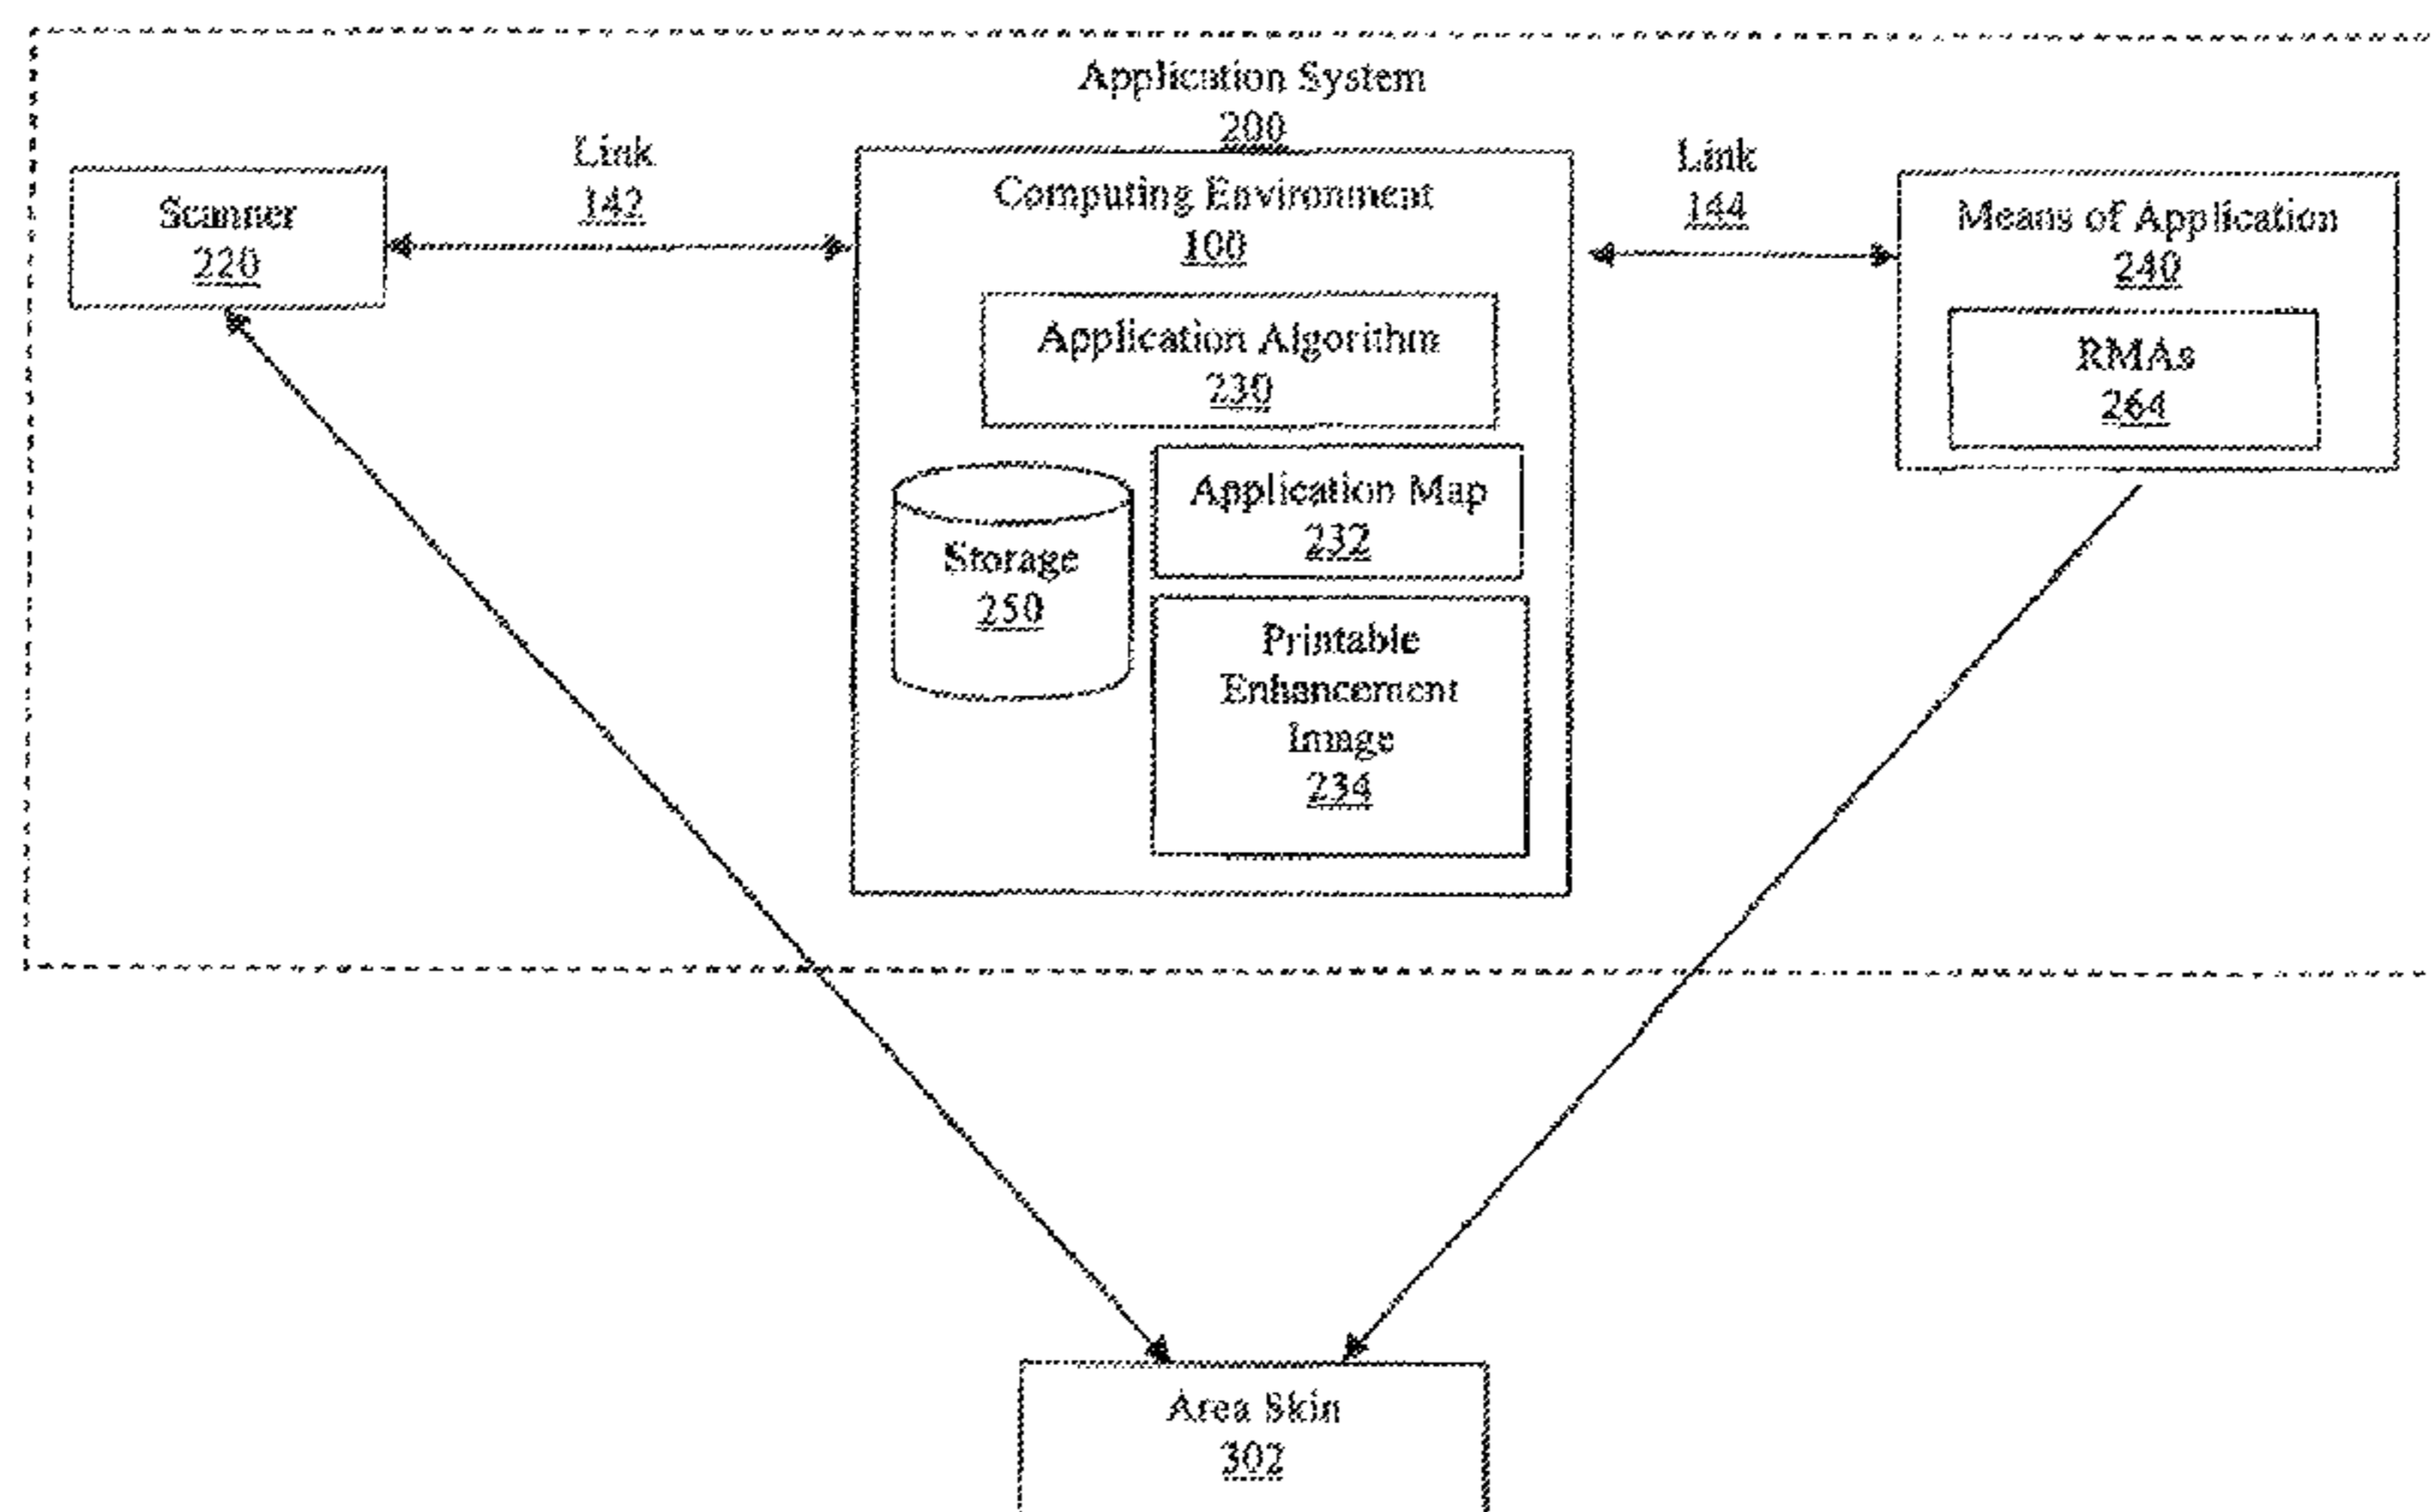 Application System
200
Scanner
220
Link
142
Computing Environment
100
Link
144
Means of Application
240
RMAs
264
Application Algorithm
230
Application Map
232
Storage
250
Printable
Enhancement
Image
234
Area Skin
302